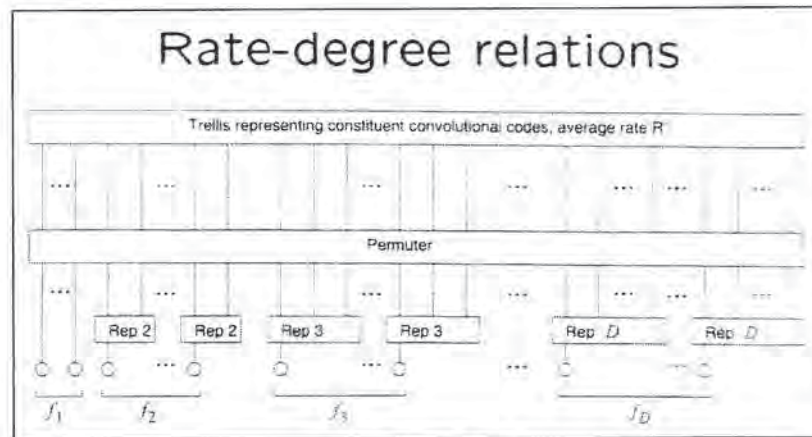 Rate-degree relations
Trellis representing constituent convolutional codes, average rate R
... ... ... ... ... ... ...
Permuter
... ... ... ... ... ... ...
Rep 2 Rep 2 Rep 3 Rep 3 Rep D Rep D
... ... ... ...
f1 f2 f3 fD